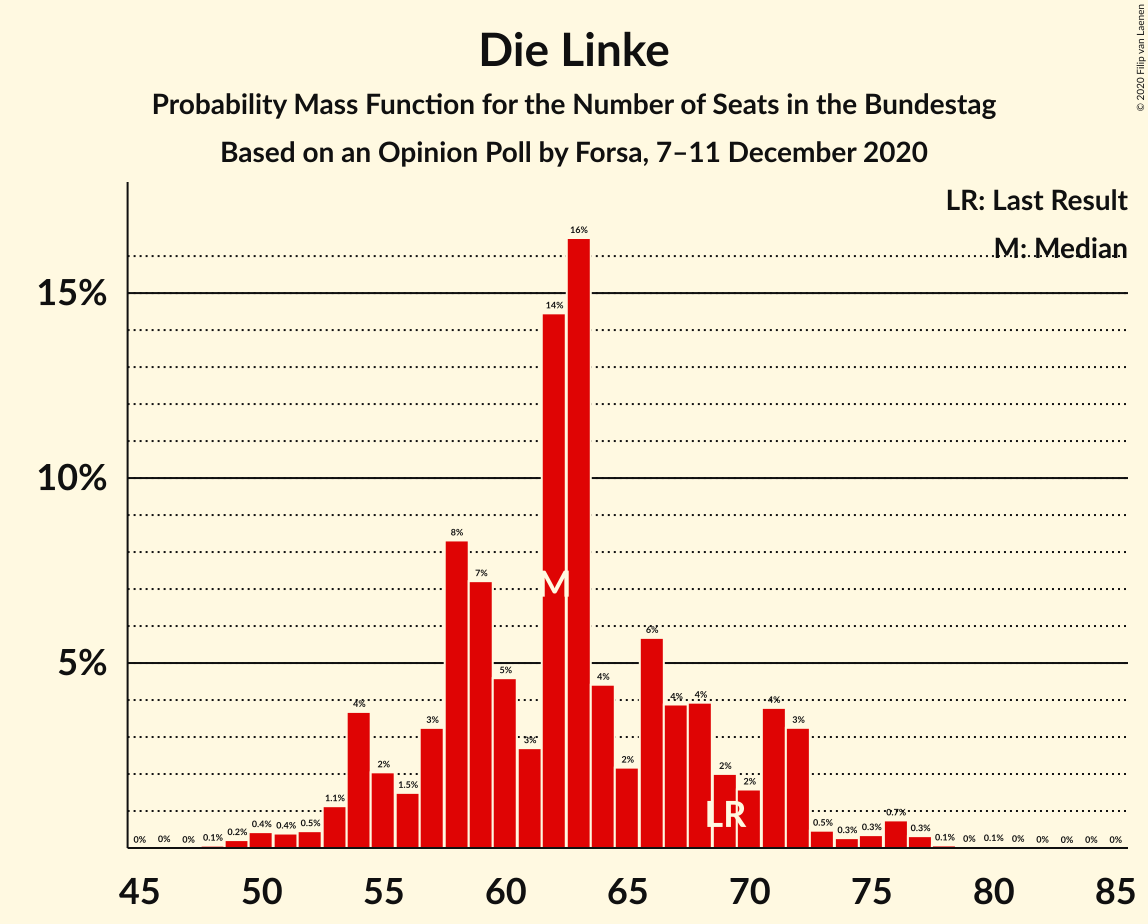 Die Linke
Probability Mass Function for the Number of Seats in the Bundestag
Based on an Opinion Poll by Forsa, 7–11 December 2020
© 2020 Filip van Laenen
LR: Last Result
M: Median
15%
10%
5%
0% 0% 0% 0.1% 0.2% 0.4% 0.4% 0.5% 1.1% 4% 2% 1.5% 3% 8% 7% 5% 3% 14% 16% 4% 2% 6% 4% 4% 2% 2% 4% 3% 0.5% 0.3% 0.3% 0.7% 0.3% 0.1% 0% 0.1% 0% 0% 0% 0% 0%
M
LR
45 50 55 60 65 70 75 80 85